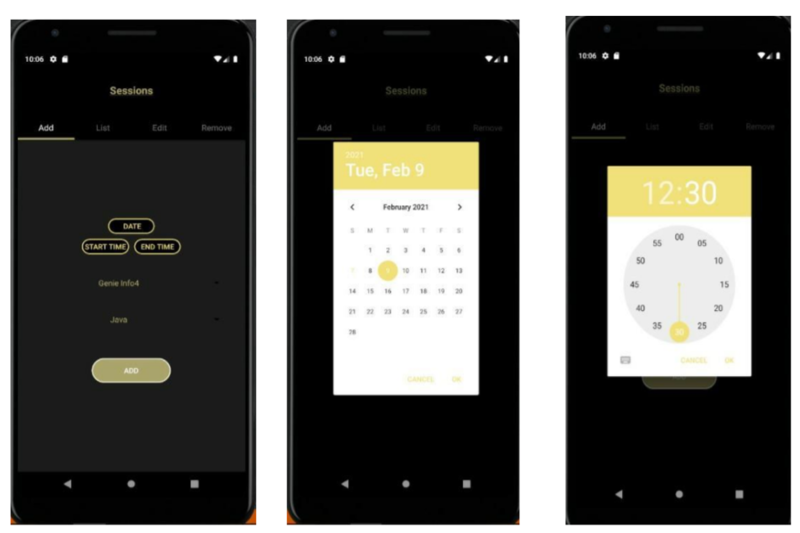 10:06
Sessions
Add List Edit Remove
DATE
START TIME END TIME
Genie Info4
Java
ADD
10:06
Sessions
Add List Edit Remove
2021
Tue, Feb 9
February 2021
S M T W T F S
1 2 3 4 5 6
7 8 9 10 11 12 13
14 15 16 17 18 19 20
21 22 23 24 25 26 27
28
CANCEL OK
10:06
Sessions
Add List Edit Remove
12:30
00
55 05
50 10
45 15
40 20
35 25
30
CANCEL OK
ADD